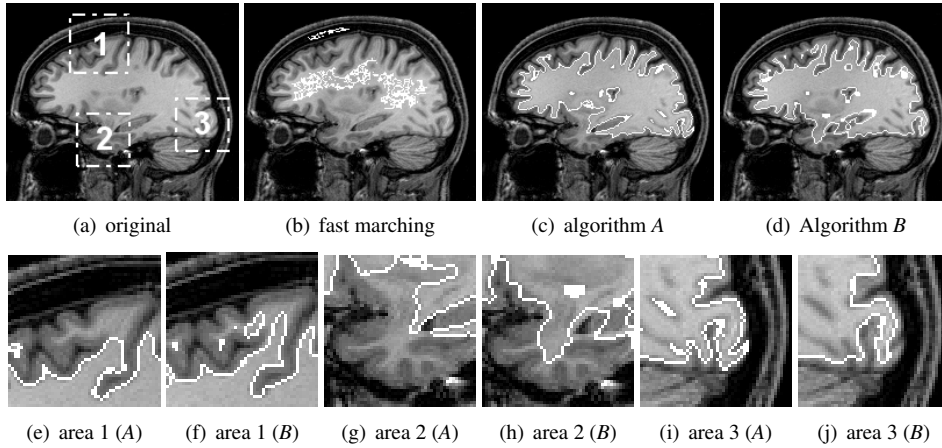 1
2
3
(a) original
(b) fast marching
(c) algorithm A
(d) Algorithm B
(e) area 1 (A)
(f) area 1 (B)
(g) area 2 (A)
(h) area 2 (B)
(i) area 3 (A)
(j) area 3 (B)